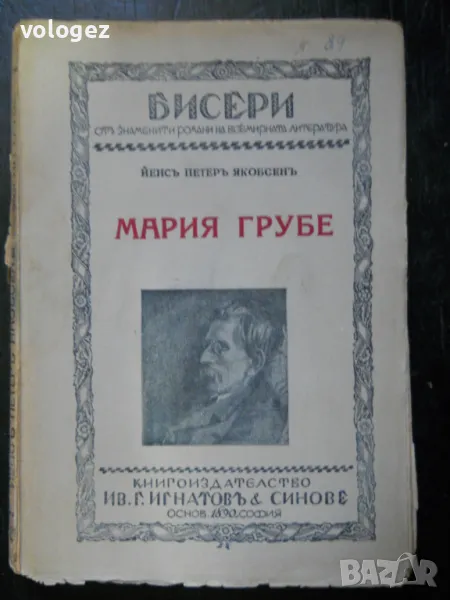 vologez
БИСЕРИ
отъ знаменити романи на всемирната литература
ЙЕНСЪ ПЕТЕРЪ ЯКОБСЕНЪ
МАРИЯ ГРУБЕ
КНИГОИЗДАТЕЛСТВО
ИВ. Г. ИГНАТОВЪ & СИНОВЕ
ОСНОВ. 1890, СОФИЯ
BAZAR